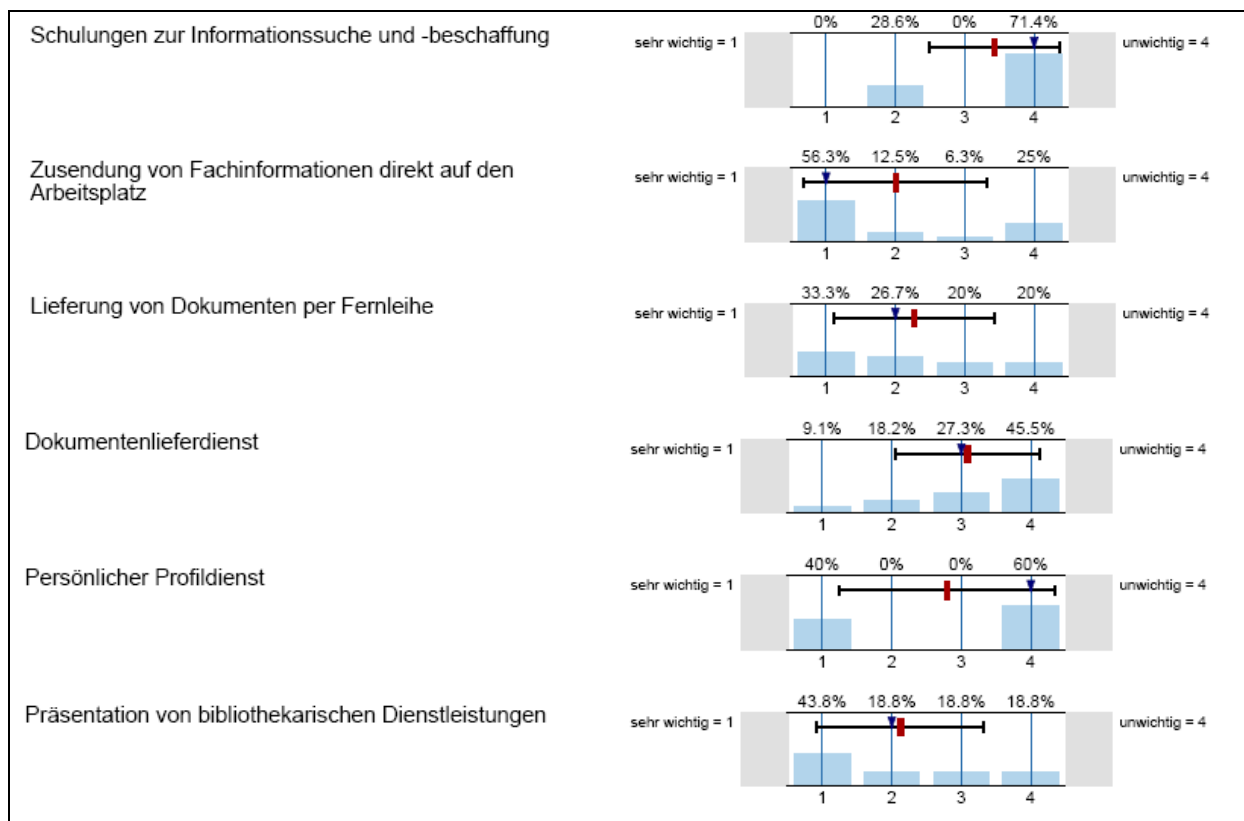 0% 28.6% 0% 71.4%
Schulungen zur Informationssuche und -beschaffung
sehr wichtig = 1
unwichtig = 4
1 2 3 4
56.3% 12.5% 6.3% 25%
Zusendung von Fachinformationen direkt auf den
Arbeitsplatz
sehr wichtig = 1
unwichtig = 4
1 2 3 4
33.3% 26.7% 20% 20%
Lieferung von Dokumenten per Fernleihe
sehr wichtig = 1
unwichtig = 4
1 2 3 4
9.1% 18.2% 27.3% 45.5%
Dokumentenlieferdienst
sehr wichtig = 1
unwichtig = 4
1 2 3 4
40% 0% 0% 60%
Persönlicher Profildienst
sehr wichtig = 1
unwichtig = 4
1 2 3 4
43.8% 18.8% 18.8% 18.8%
Präsentation von bibliothekarischen Dienstleistungen
sehr wichtig = 1
unwichtig = 4
1 2 3 4